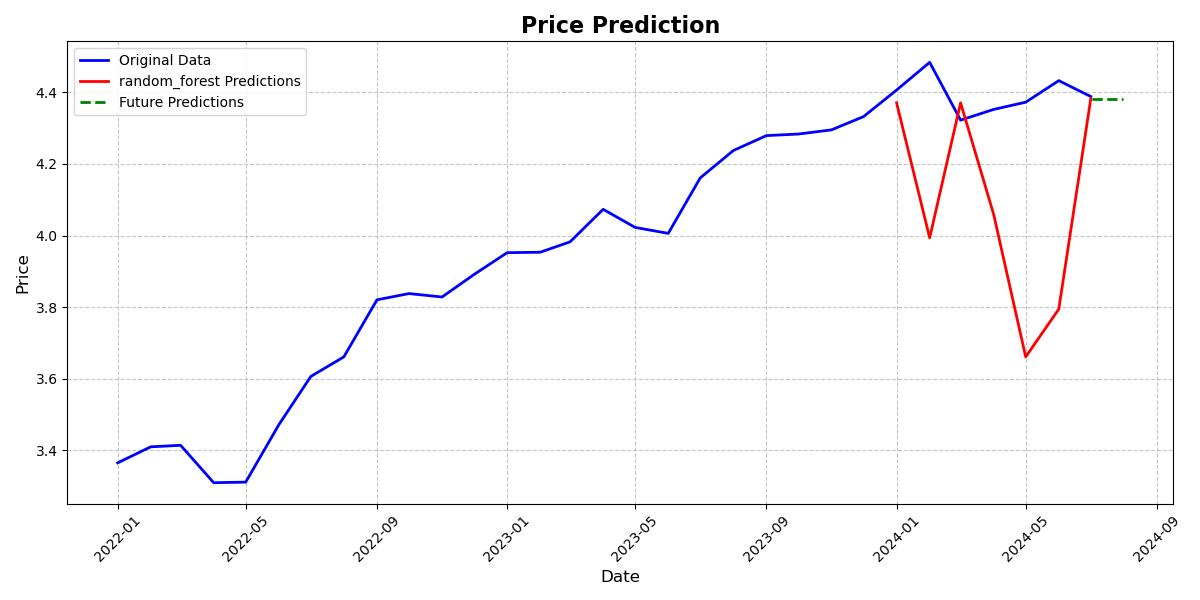 Price Prediction
Original Data
random_forest Predictions
Future Predictions
Price
4.4
4.2
4.0
3.8
3.6
3.4
2022-01
2022-05
2022-09
2023-01
2023-05
2023-09
2024-01
2024-05
2024-09
Date